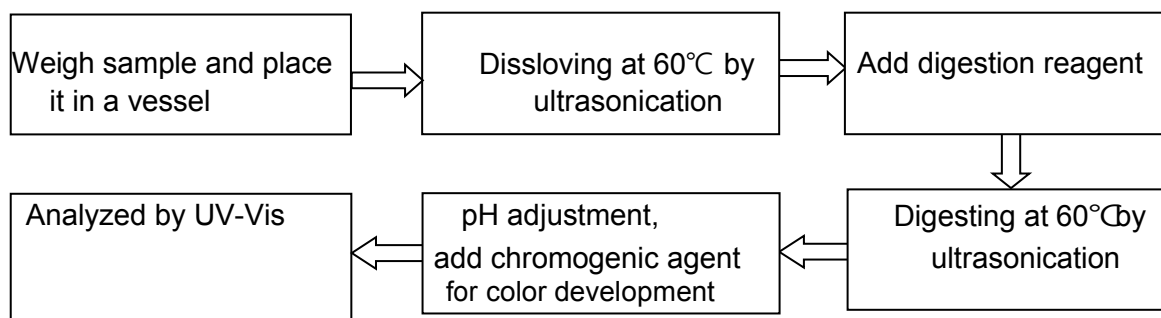 Weigh sample and place
it in a vessel
Dissloving at 60℃ by
ultrasonication
Add digestion reagent
Digesting at 60℃by
ultrasonication
pH adjustment,
add chromogenic agent
for color development
Analyzed by UV-Vis